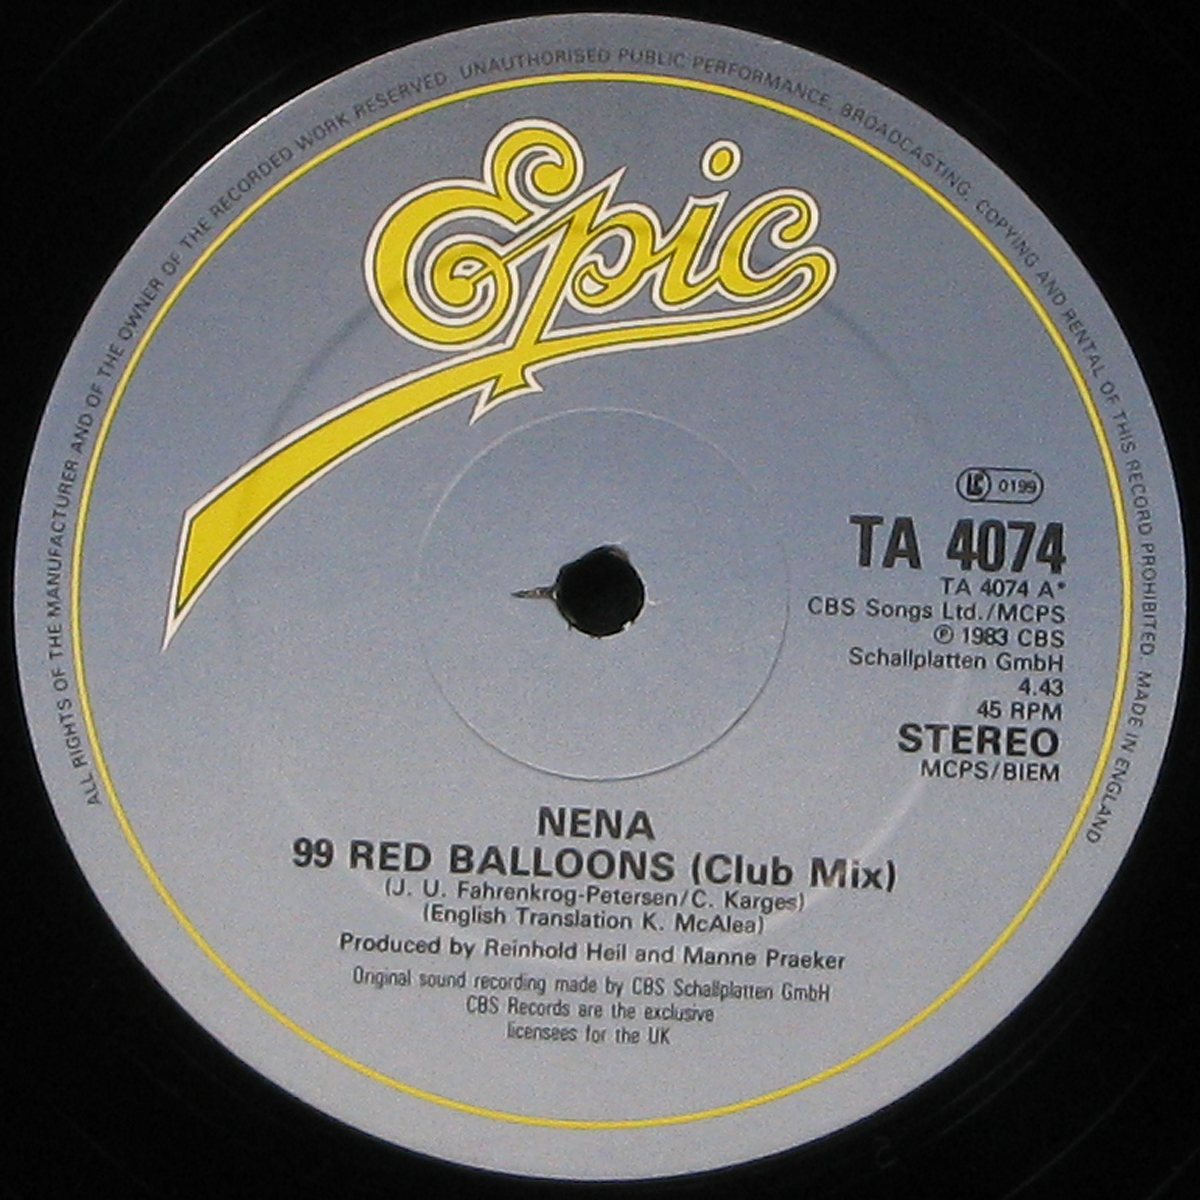 ALL RIGHTS OF THE MANUFACTURER AND OF THE OWNER OF THE RECORDED WORK RESERVED. UNAUTHORISED PUBLIC PERFORMANCE, BROADCASTING, COPYING AND RENTAL OF THIS RECORD PROHIBITED. MADE IN ENGLAND
Epic
LC 0199
TA 4074
TA 4074 A*
CBS Songs Ltd./MCPS
℗ 1983 CBS
Schallplatten GmbH
4.43
45 RPM
STEREO
MCPS/BIEM
NENA
99 RED BALLOONS (Club Mix)
(J. U. Fahrenkrog-Petersen/C. Karges)
(English Translation K. McAlea)
Produced by Reinhold Heil and Manne Praeker
Original sound recording made by CBS Schallplatten GmbH
CBS Records are the exclusive
licensees for the UK